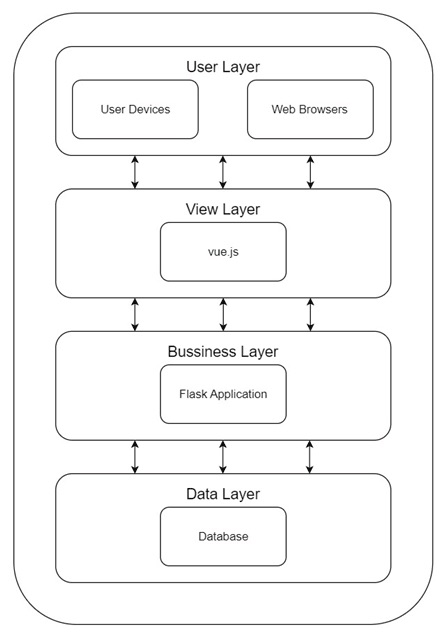 User Layer
User Devices
Web Browsers
View Layer
vue.js
Bussiness Layer
Flask Application
Data Layer
Database